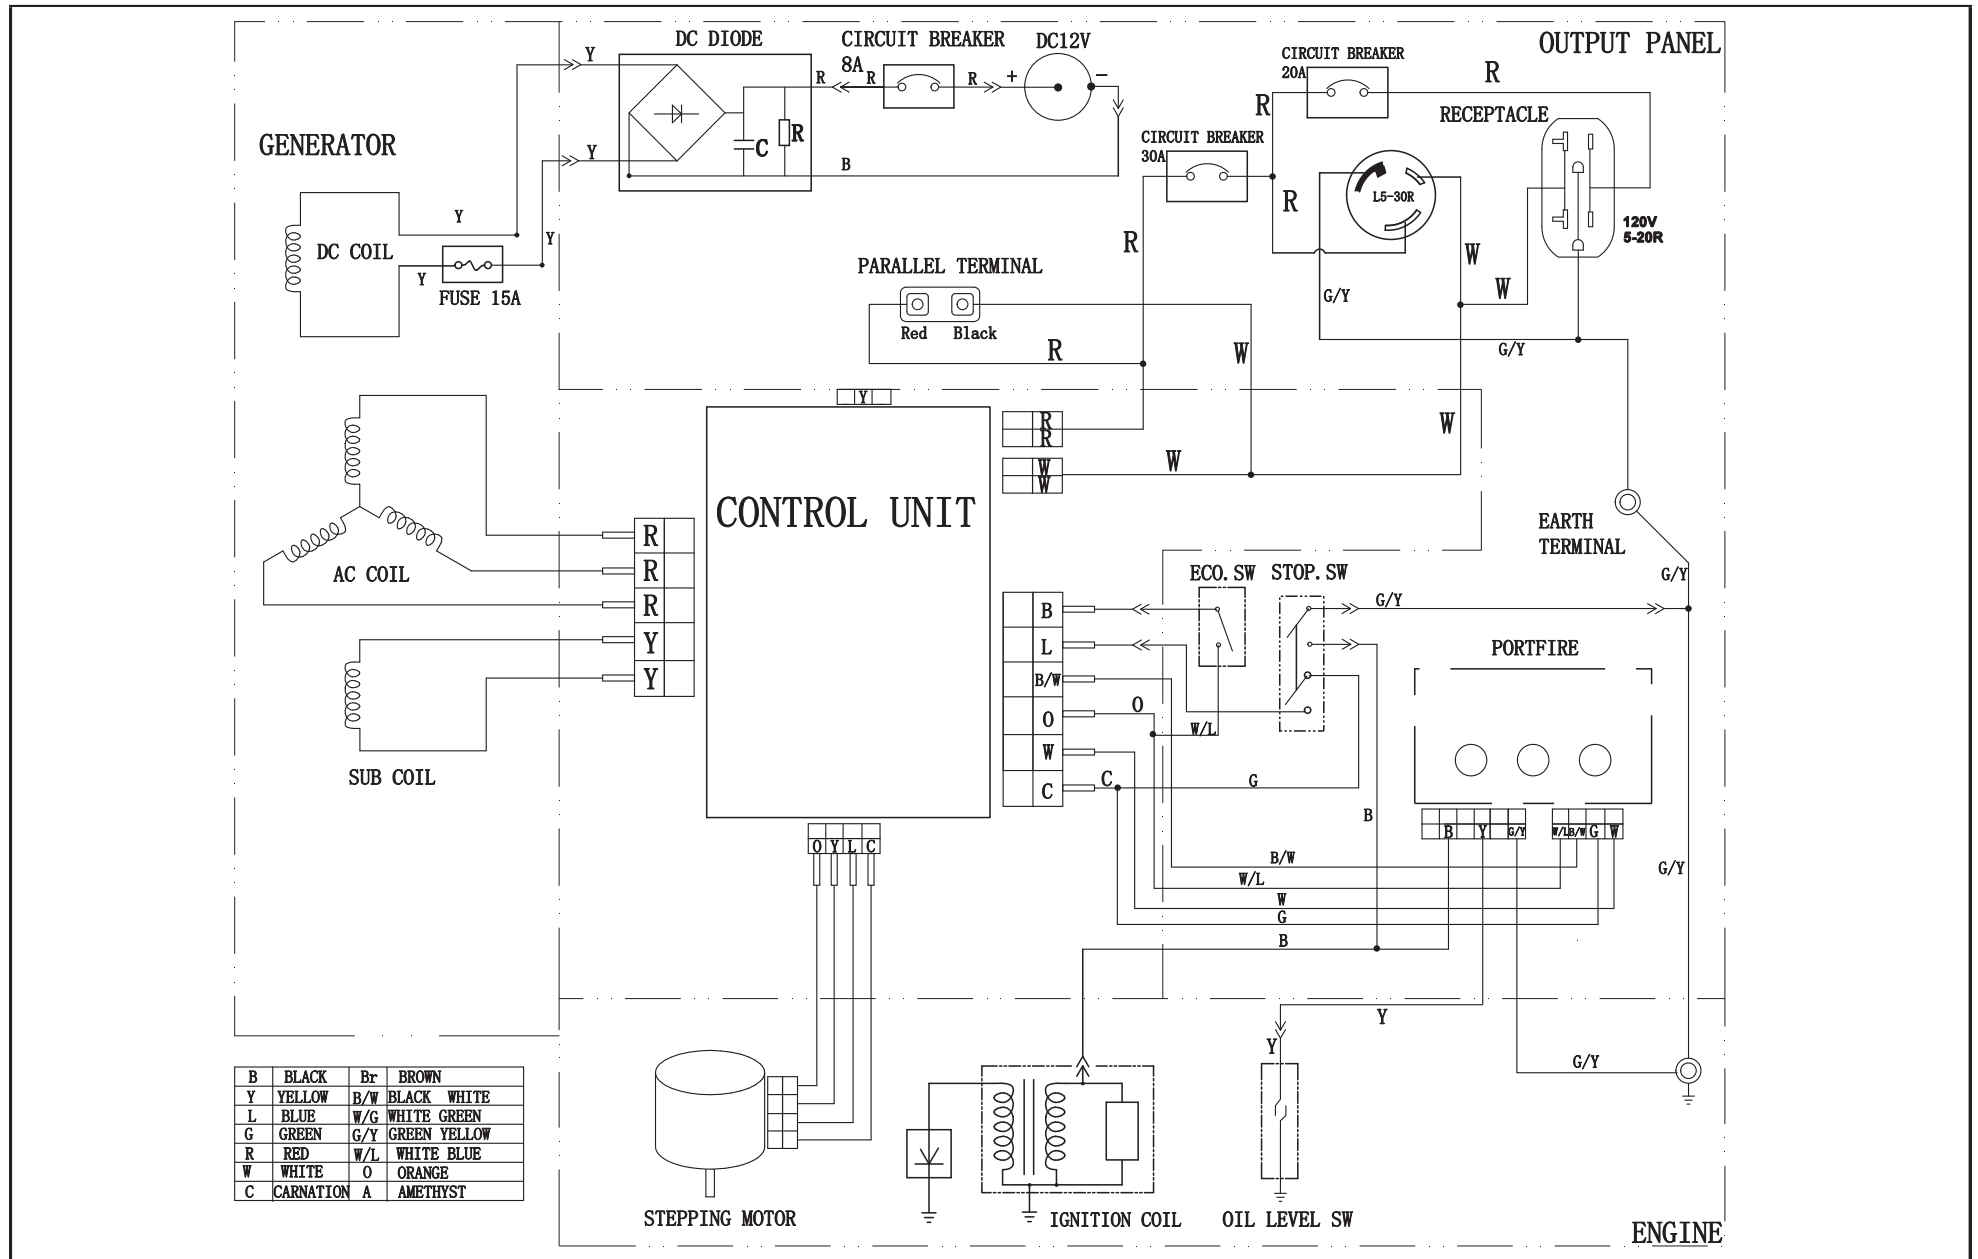 DC DIODE
CIRCUIT BREAKER
8A
DC12V
OUTPUT PANEL
CIRCUIT BREAKER
20A
R
Y
R
R
R
+
−
R
RECEPTACLE
GENERATOR
Y
C
R
B
CIRCUIT BREAKER
30A
L5-30R
R
120V
5-20R
Y
Y
R
W
DC COIL
Y
FUSE 15A
PARALLEL TERMINAL
G/Y
W
Red
Black
R
W
G/Y
Y
R
R
W
W
W
W
CONTROL UNIT
EARTH
TERMINAL
R
R
R
Y
Y
AC COIL
ECO.SW
STOP.SW
G/Y
G/Y
B
L
B/W
O
W
C
O
W/L
C
G
PORTFIRE
SUB COIL
B
B
Y
G/Y
W/L
B/W
G
W
O
Y
L
C
B/W
W/L
W
G
B
G/Y
Y
Y
G/Y
B BLACK Br BROWN
Y YELLOW B/W BLACK WHITE
L BLUE W/G WHITE GREEN
G GREEN G/Y GREEN YELLOW
R RED W/L WHITE BLUE
W WHITE O ORANGE
C CARNATION A AMETHYST
STEPPING MOTOR
IGNITION COIL
OIL LEVEL SW
ENGINE